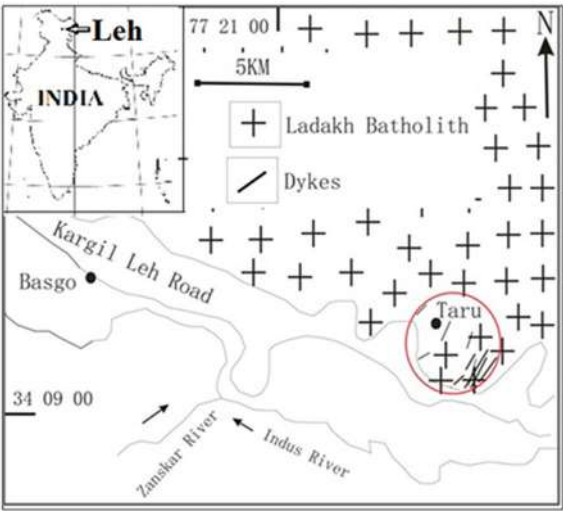 Leh
INDIA
77 21 00
N
5KM
Ladakh Batholith
Dykes
Kargil Leh Road
Basgo
Taru
34 09 00
Zanskar River
Indus River